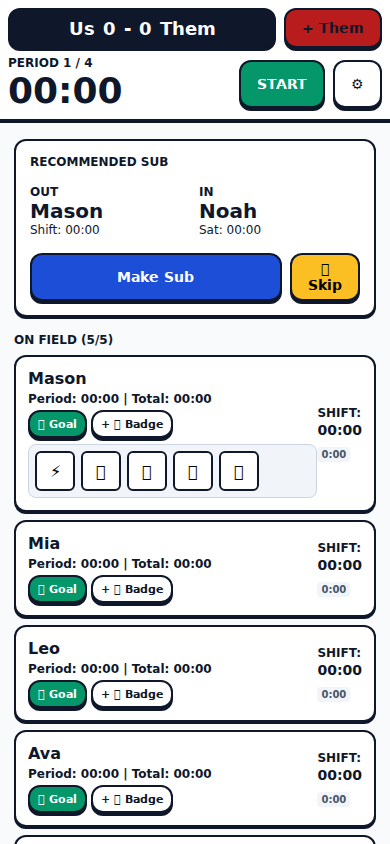 Us 0 - 0 Them
+ Them
PERIOD 1 / 4
00:00
START
RECOMMENDED SUB
OUT
Mason
Shift: 00:00
IN
Noah
Sat: 00:00
Make Sub
Skip
ON FIELD (5/5)
Mason
Period: 00:00 | Total: 00:00
Goal
+ Badge
SHIFT:
00:00
0:00
Mia
Period: 00:00 | Total: 00:00
Goal
+ Badge
SHIFT:
00:00
0:00
Leo
Period: 00:00 | Total: 00:00
Goal
+ Badge
SHIFT:
00:00
0:00
Ava
Period: 00:00 | Total: 00:00
Goal
+ Badge
SHIFT:
00:00
0:00